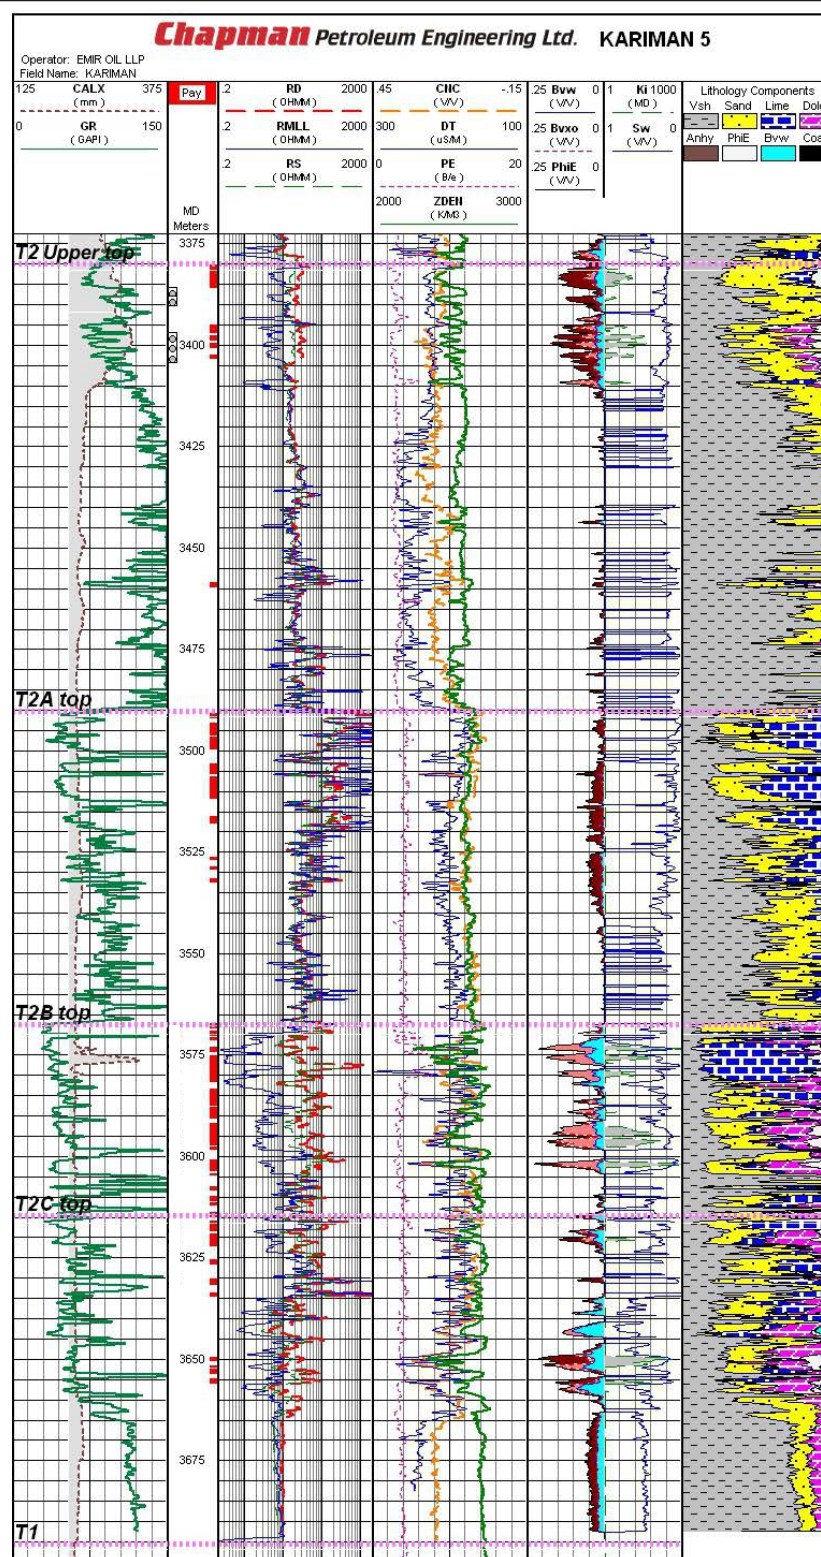 Chapman Petroleum Engineering Ltd. KARIMAN 5
Operator: EMIR OIL LLP
Field Name: KARIMAN
125 CALX 375
(mm)
0 GR 150
(GAPI)
Pay
MD
Meters
.2 RD 2000
(OHMM)
.2 RMLL 2000
(OHMM)
.2 RS 2000
(OHMM)
.45 CNC -.15
(V/V)
300 DT 100
(uS/M)
0 PE 20
(B/e)
2000 ZDEN 3000
(K/M3)
.25 Bvw 0
(V/V)
.25 Bvxo 0
(V/V)
.25 PhiE 0
(V/V)
1 Ki 1000
(MD)
1 Sw 0
(V/V)
Lithology Components
Vsh Sand Lime
Anhy PhiE Bvw
T2 Upper top
3375
3400
3425
3450
3475
T2A top
3500
3525
3550
T2B top
3575
3600
T2C top
3625
3650
3675
T1